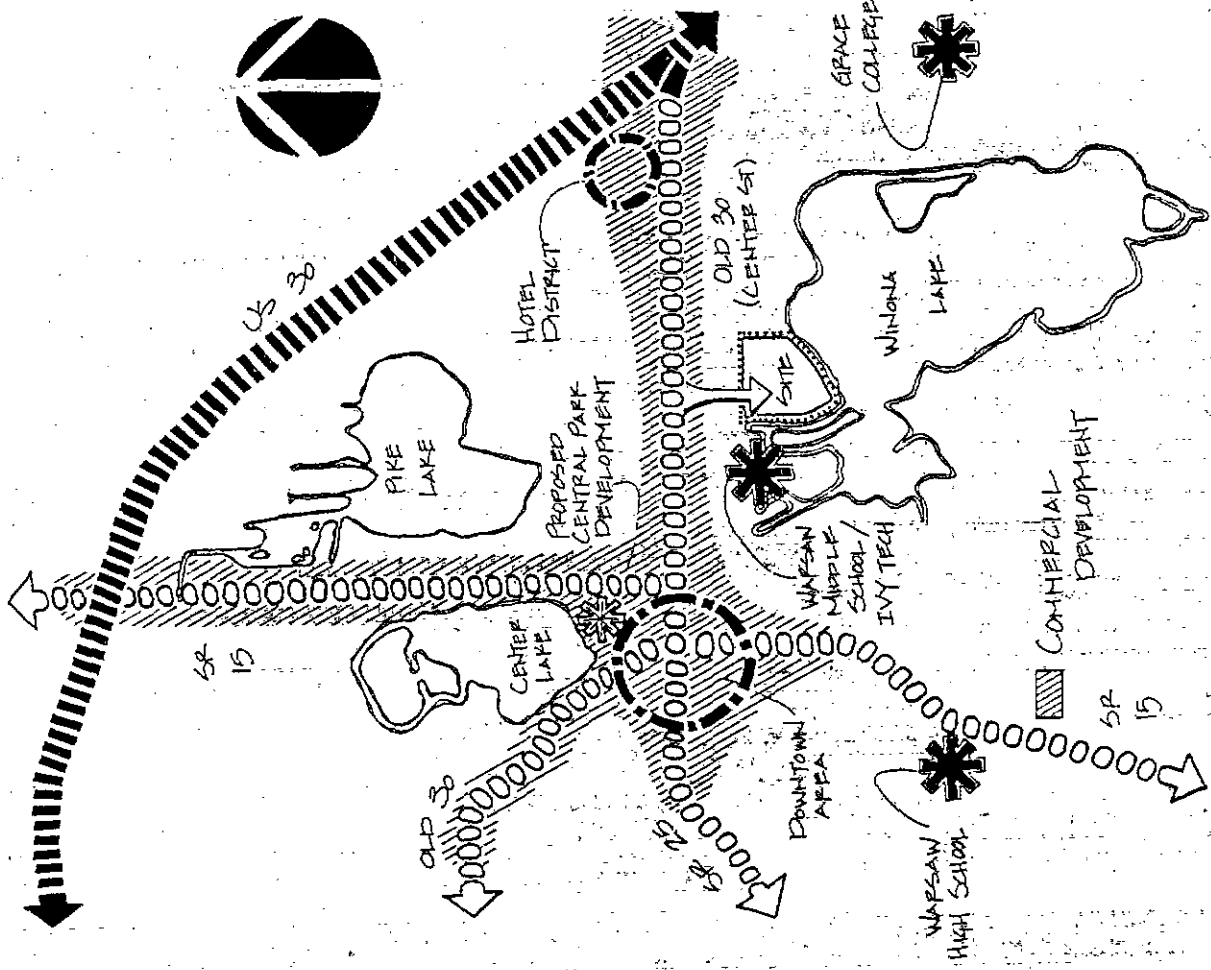 US 30
SR
15
PIKE
LAKE
HOTEL
DISTRICT
PROPOSED
CENTRAL PARK
DEVELOPMENT
CENTER
LAKE
OLD 30
OLD 30
(CENTER ST)
GRACE
COLLEGE
SITE
WINONA
LAKE
WARSAW
MIDDLE
SCHOOL/
IVY TECH
DOWNTOWN
AREA
SR 25
WARSAW
HIGH SCHOOL
COMMERCIAL
DEVELOPMENT
SR
15